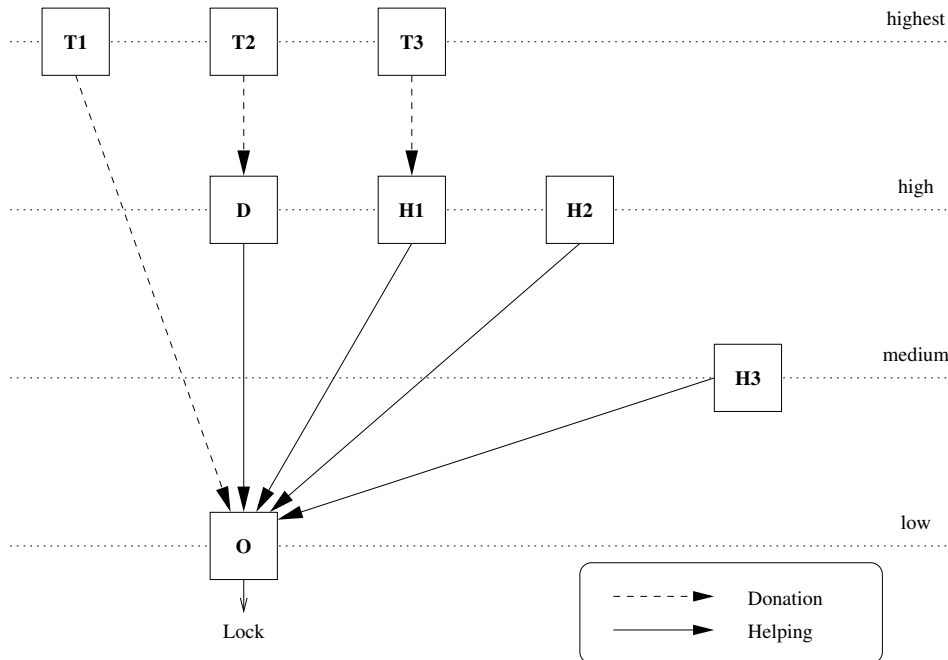 highest
T1 T2 T3
high
D H1 H2
medium
H3
low
O
Lock
Donation
Helping